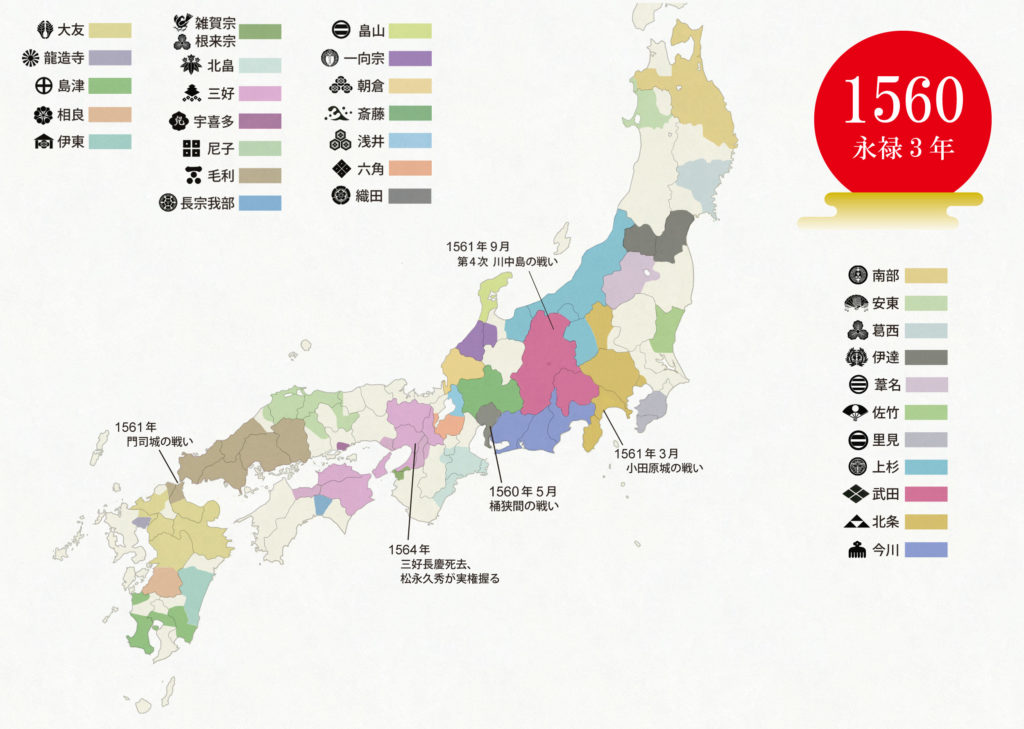 大友
龍造寺
島津
相良
伊東
雑賀宗
根来宗
北畠
三好
宇喜多
尼子
毛利
長宗我部
畠山
一向宗
朝倉
斎藤
浅井
六角
織田
1560
永禄3年
南部
安東
葛西
伊達
葦名
佐竹
里見
上杉
武田
北条
今川
1561年9月
第4次 川中島の戦い
1561年
門司城の戦い
1561年3月
小田原城の戦い
1560年5月
桶狭間の戦い
1564年
三好長慶死去、
松永久秀が実権握る